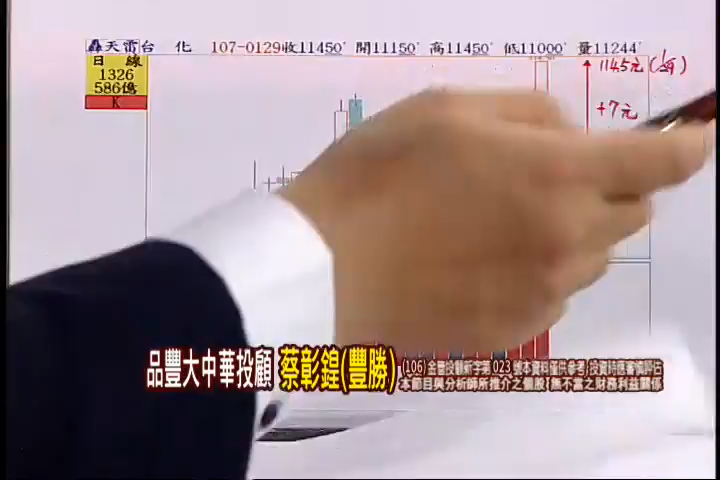 轟天雷台 化 107-0129收11450' 開11150' 高11450' 低11000' 量11244'
日 線
1326
586億
K
114.5元(1/29)
+7元
品豐大中華投顧 蔡彰鍠(豐勝)
(106)金管投顧新字第 023 號本資料僅供參考,投資時應審慎評估
本節目與分析師所推介之個股 無不當之財務利益關係